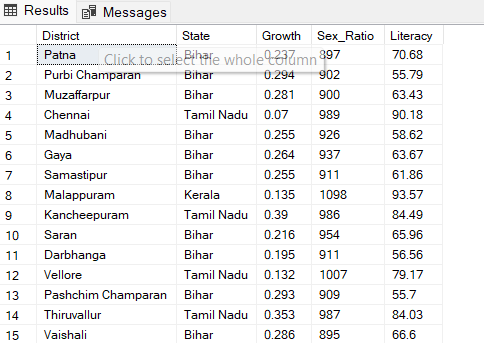 Results Messages
District State Growth Sex_Ratio Literacy
1 Patna Bihar 0.237 897 70.68
Click to select the whole column
2 Purbi Champaran Bihar 0.294 902 55.79
3 Muzaffarpur Bihar 0.281 900 63.43
4 Chennai Tamil Nadu 0.07 989 90.18
5 Madhubani Bihar 0.255 926 58.62
6 Gaya Bihar 0.264 937 63.67
7 Samastipur Bihar 0.255 911 61.86
8 Malappuram Kerala 0.135 1098 93.57
9 Kancheepuram Tamil Nadu 0.39 986 84.49
10 Saran Bihar 0.216 954 65.96
11 Darbhanga Bihar 0.195 911 56.56
12 Vellore Tamil Nadu 0.132 1007 79.17
13 Pashchim Champaran Bihar 0.293 909 55.7
14 Thiruvallur Tamil Nadu 0.353 987 84.03
15 Vaishali Bihar 0.286 895 66.6